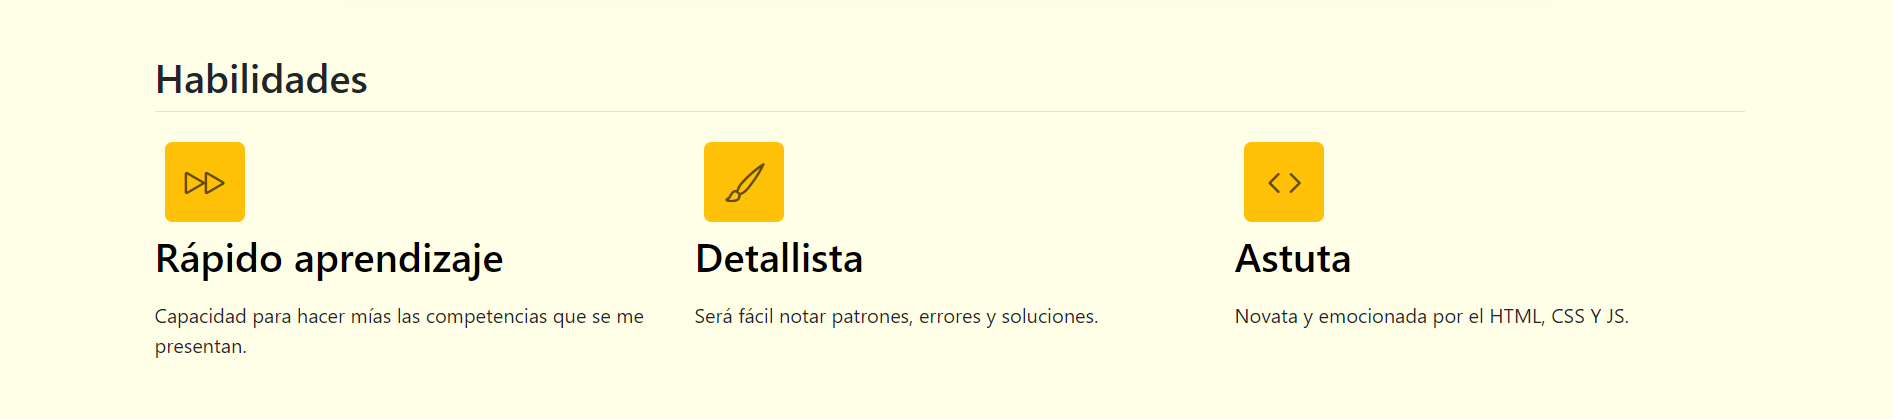 Habilidades
Rápido aprendizaje
Capacidad para hacer mías las competencias que se me
presentan.
Detallista
Será fácil notar patrones, errores y soluciones.
Astuta
Novata y emocionada por el HTML, CSS Y JS.